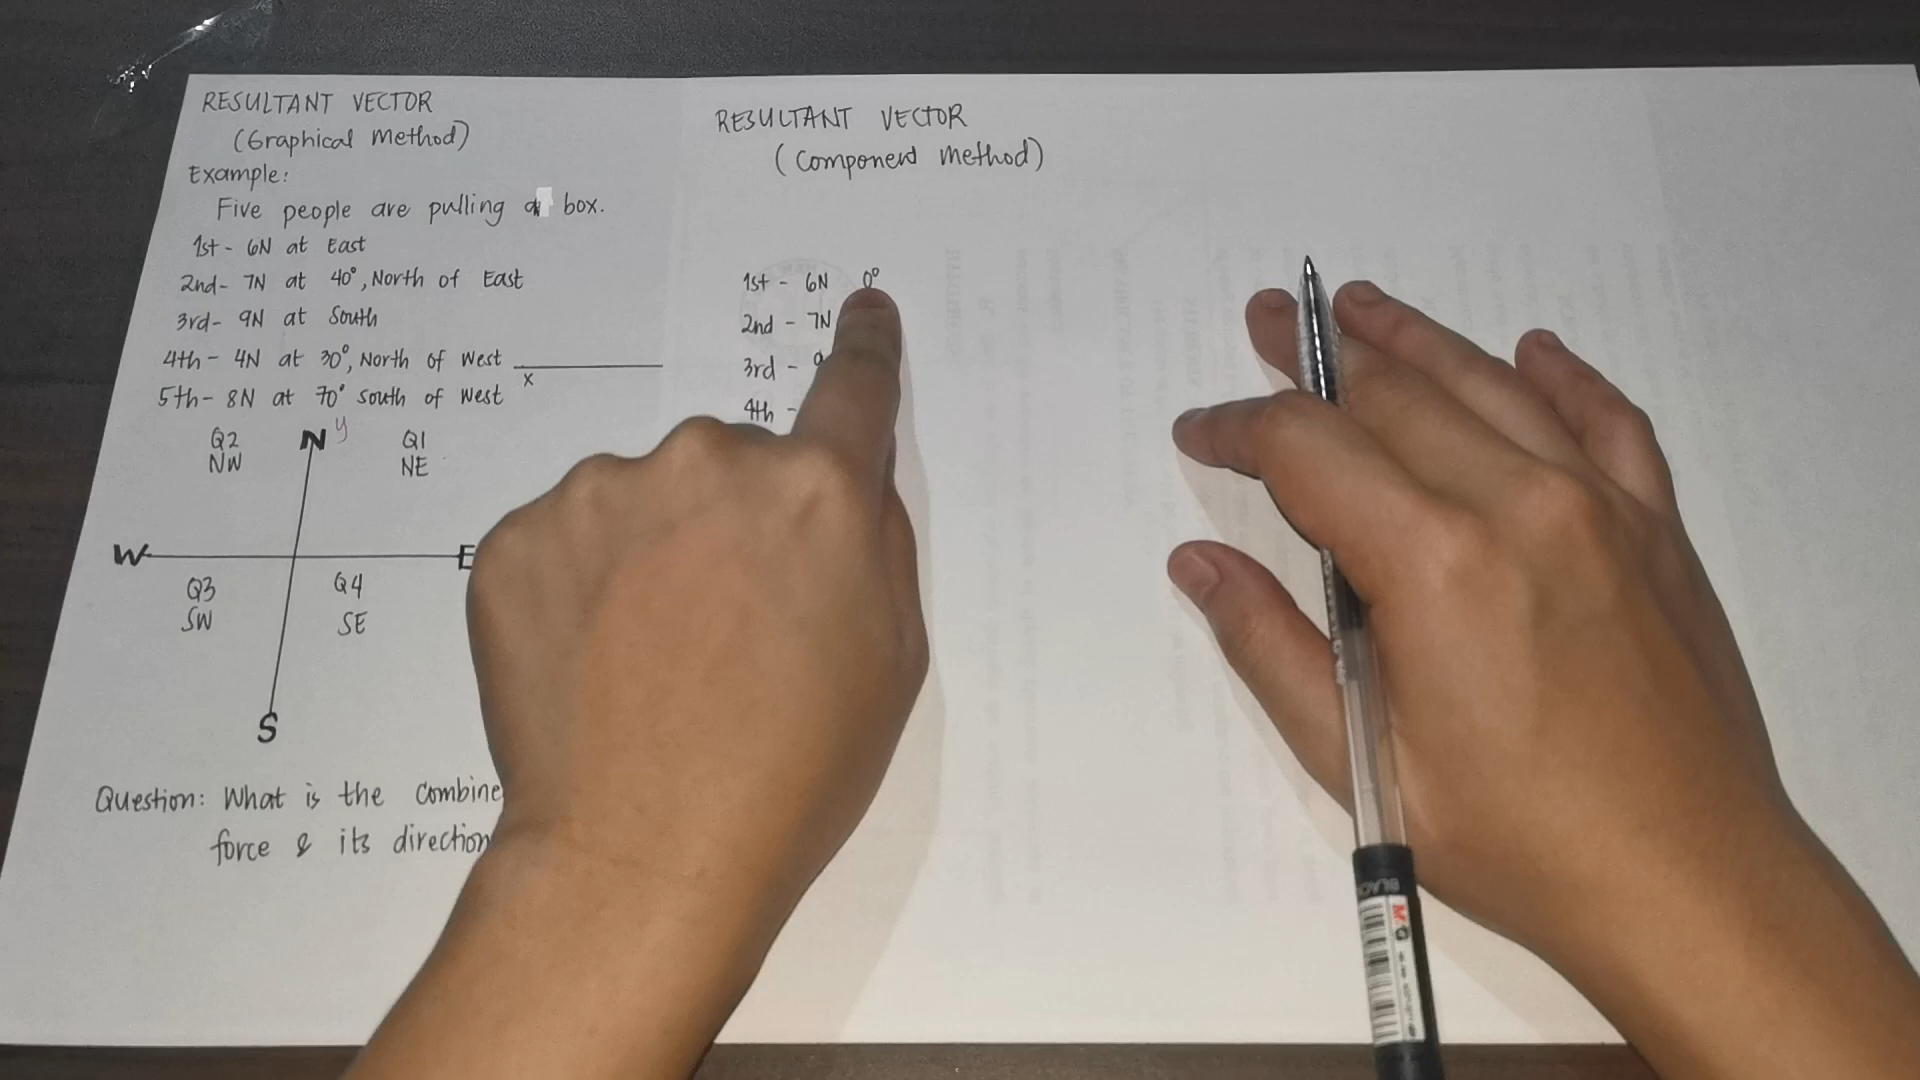 RESULTANT VECTOR
(Graphical Method)
Example:
Five people are pulling a box.
1st - 6N at East
2nd- 7N at 40°, North of East
3rd- 9N at South
4th- 4N at 30°, North of West
x
5th- 8N at 70° South of West
Q2
NW
N y
Q1
NE
W
E
Q3
SW
Q4
SE
S
Question: What is the combine
force & its direction
RESULTANT VECTOR
(Component Method)
1st - 6N 0°
2nd - 7N
3rd - 9
4th -
BLACK
M&G